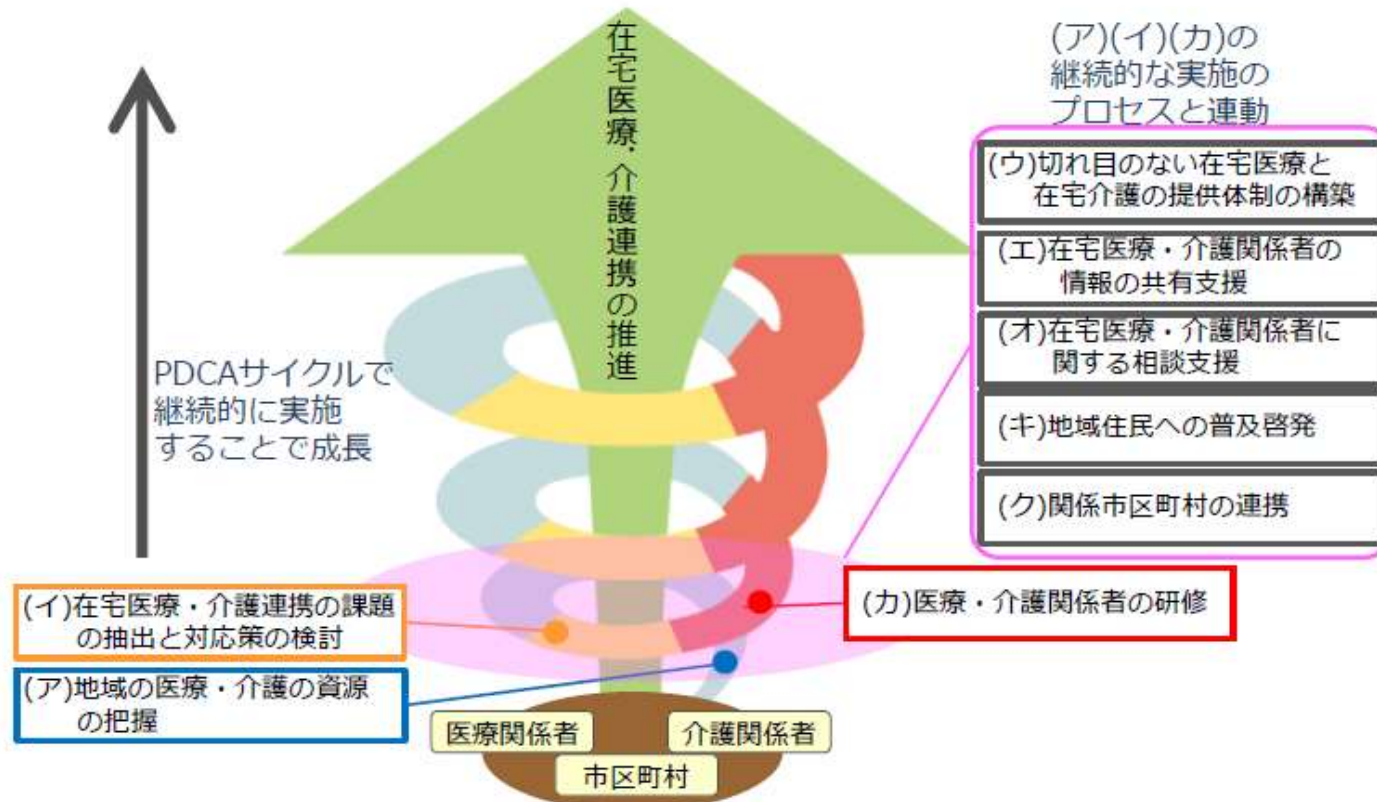 (ア)(イ)(カ)の
継続的な実施の
プロセスと連動
在宅医療・介護連携の推進
(ウ)切れ目のない在宅医療と
在宅介護の提供体制の構築
(エ)在宅医療・介護関係者の
情報の共有支援
(オ)在宅医療・介護関係者に
関する相談支援
(キ)地域住民への普及啓発
(ク)関係市区町村の連携
PDCAサイクルで
継続的に実施
することで成長
(イ)在宅医療・介護連携の課題
の抽出と対応策の検討
(カ)医療・介護関係者の研修
(ア)地域の医療・介護の資源
の把握
医療関係者
介護関係者
市区町村